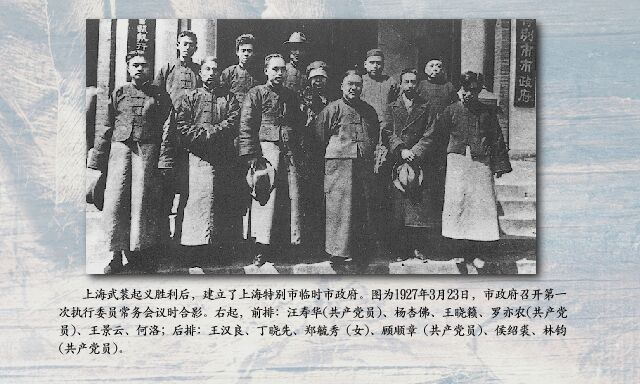 别市市政府
上海武装起义胜利后，建立了上海特别市临时市政府。图为1927年3月23日，市政府召开第一
次执行委员常务会议时合影。右起，前排：汪寿华(共产党员)、杨杏佛、王晓籁、罗亦农(共产党
员)、王景云、何洛；后排：王汉良、丁晓先、郑毓秀（女)、顾顺章（共产党员)、侯绍裘、林钧
(共产党员)。